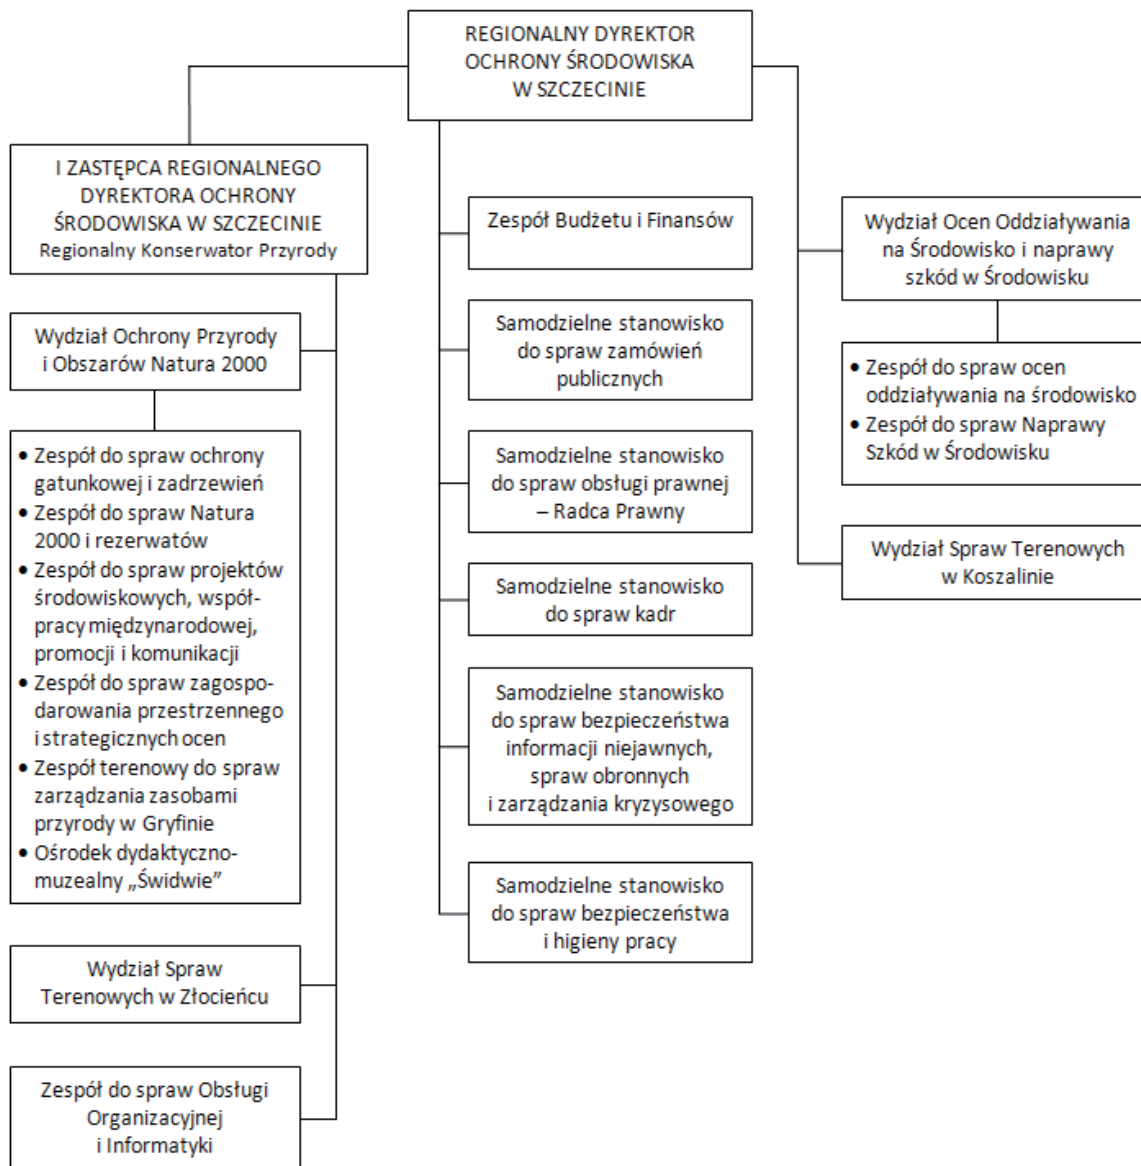 REGIONALNY DYREKTOR
OCHRONY ŚRODOWISKA
W SZCZECINIE
I ZASTĘPCA REGIONALNEGO
DYREKTORA OCHRONY
ŚRODOWISKA W SZCZECINIE
Regionalny Konserwator Przyrody
Wydział Ochrony Przyrody
i Obszarów Natura 2000
• Zespół do spraw ochrony
gatunkowej i zadrzewień
• Zespół do spraw Natura
2000 i rezerwatów
• Zespół do spraw projektów
środowiskowych, współ-
pracy międzynarodowej,
promocji i komunikacji
• Zespół do spraw zagospo-
darowania przestrzennego
i strategicznych ocen
• Zespół terenowy do spraw
zarządzania zasobami
przyrody w Gryfinie
• Ośrodek dydaktyczno-
muzealny „Świdwie”
Wydział Spraw
Terenowych w Złocieńcu
Zespół do spraw Obsługi
Organizacyjnej
i Informatyki
Zespół Budżetu i Finansów
Samodzielne stanowisko
do spraw zamówień
publicznych
Samodzielne stanowisko
do spraw obsługi prawnej
– Radca Prawny
Samodzielne stanowisko
do spraw kadr
Samodzielne stanowisko
do spraw bezpieczeństwa
informacji niejawnych,
spraw obronnych
i zarządzania kryzysowego
Samodzielne stanowisko
do spraw bezpieczeństwa
i higieny pracy
Wydział Ocen Oddziaływania
na Środowisko i naprawy
szkód w Środowisku
• Zespół do spraw ocen
oddziaływania na środowisko
• Zespół do spraw Naprawy
Szkód w Środowisku
Wydział Spraw Terenowych
w Koszalinie